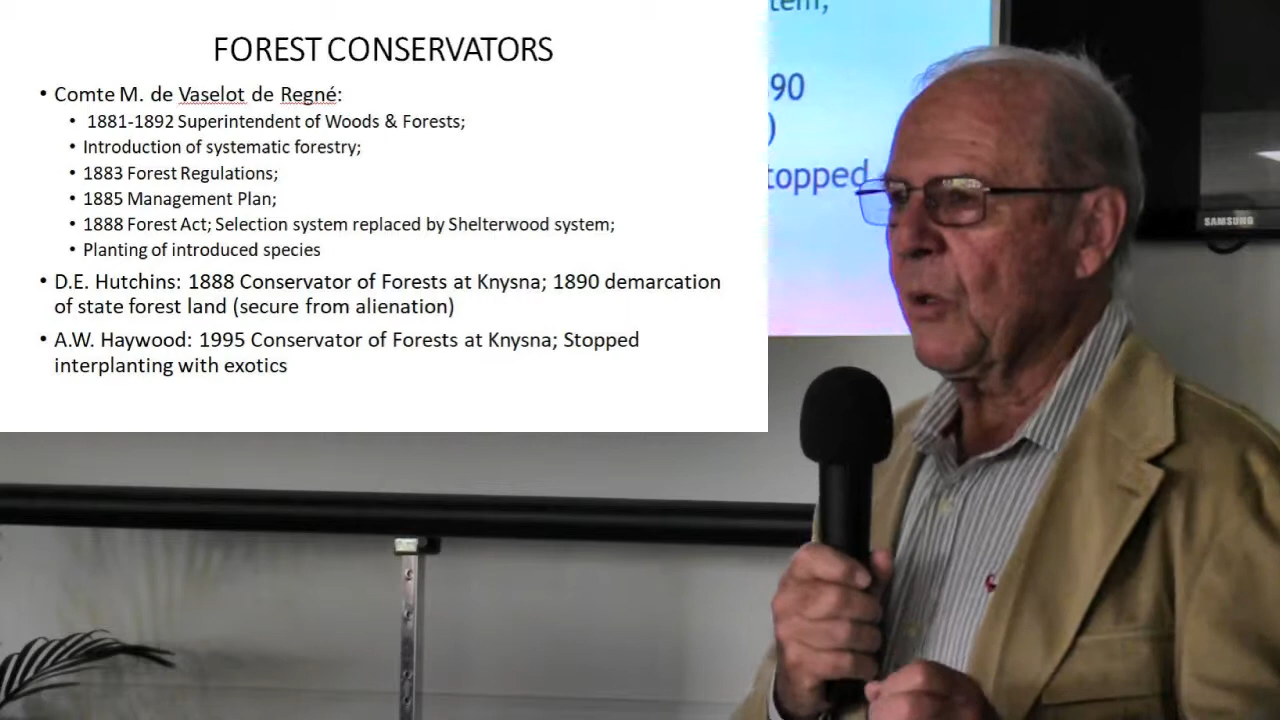 FOREST CONSERVATORS
• Comte M. de Vaselot de Regné:
• 1881-1892 Superintendent of Woods & Forests;
• Introduction of systematic forestry;
• 1883 Forest Regulations;
• 1885 Management Plan;
• 1888 Forest Act; Selection system replaced by Shelterwood system;
• Planting of introduced species
• D.E. Hutchins: 1888 Conservator of Forests at Knysna; 1890 demarcation
of state forest land (secure from alienation)
• A.W. Haywood: 1995 Conservator of Forests at Knysna; Stopped
interplanting with exotics
tem,
90
)
topped
SAMSUNG